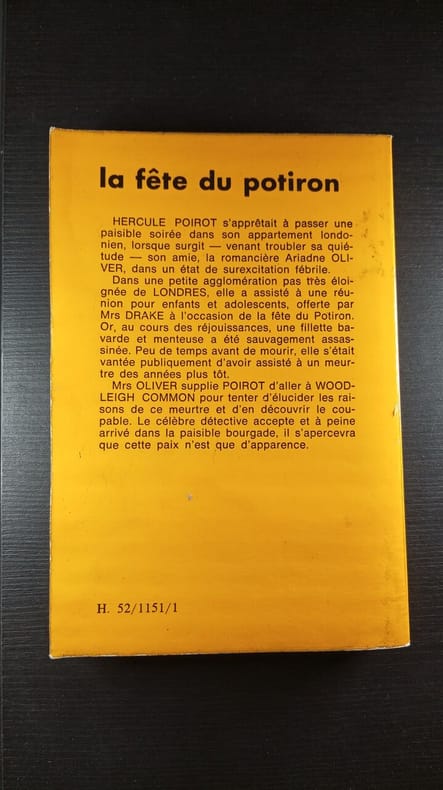 la fête du potiron
HERCULE POIROT s'apprêtait à passer une
paisible soirée dans son appartement londo-
nien, lorsque surgit — venant troubler sa quié-
tude — son amie, la romancière Ariadne OLI-
VER, dans un état de surexcitation fébrile.
Dans une petite agglomération pas très éloi-
gnée de LONDRES, elle a assisté à une réu-
nion pour enfants et adolescents, offerte par
Mrs DRAKE à l'occasion de la fête du Potiron.
Or, au cours des réjouissances, une fillette ba-
varde et menteuse a été sauvagement assas-
sinée. Peu de temps avant de mourir, elle s'était
vantée publiquement d'avoir assisté à un meur-
tre des années plus tôt.
Mrs OLIVER supplie POIROT d'aller à WOOD-
LEIGH COMMON pour tenter d'élucider les rai-
sons de ce meurtre et d'en découvrir le cou-
pable. Le célèbre détective accepte et à peine
arrivé dans la paisible bourgade, il s'apercevra
que cette paix n'est que d'apparence.
H. 52/1151/1